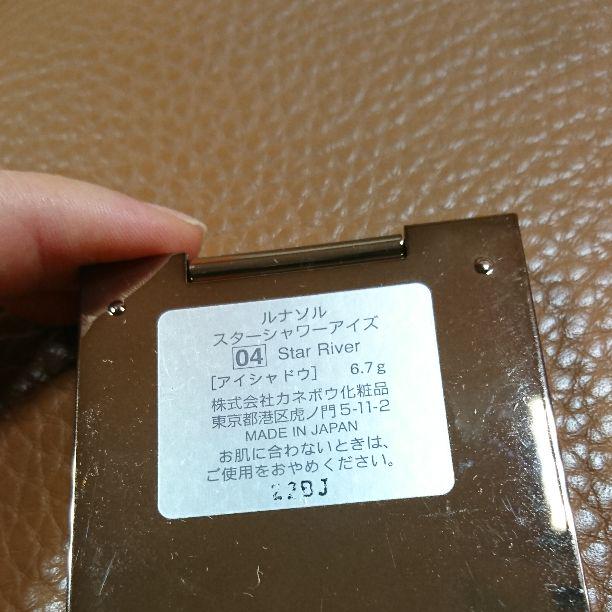 ルナソル
スターシャワーアイズ
04 Star River
[アイシャドウ] 6.7g
株式会社カネボウ化粧品
東京都港区虎ノ門5-11-2
MADE IN JAPAN
お肌に合わないときは、
ご使用をおやめください。